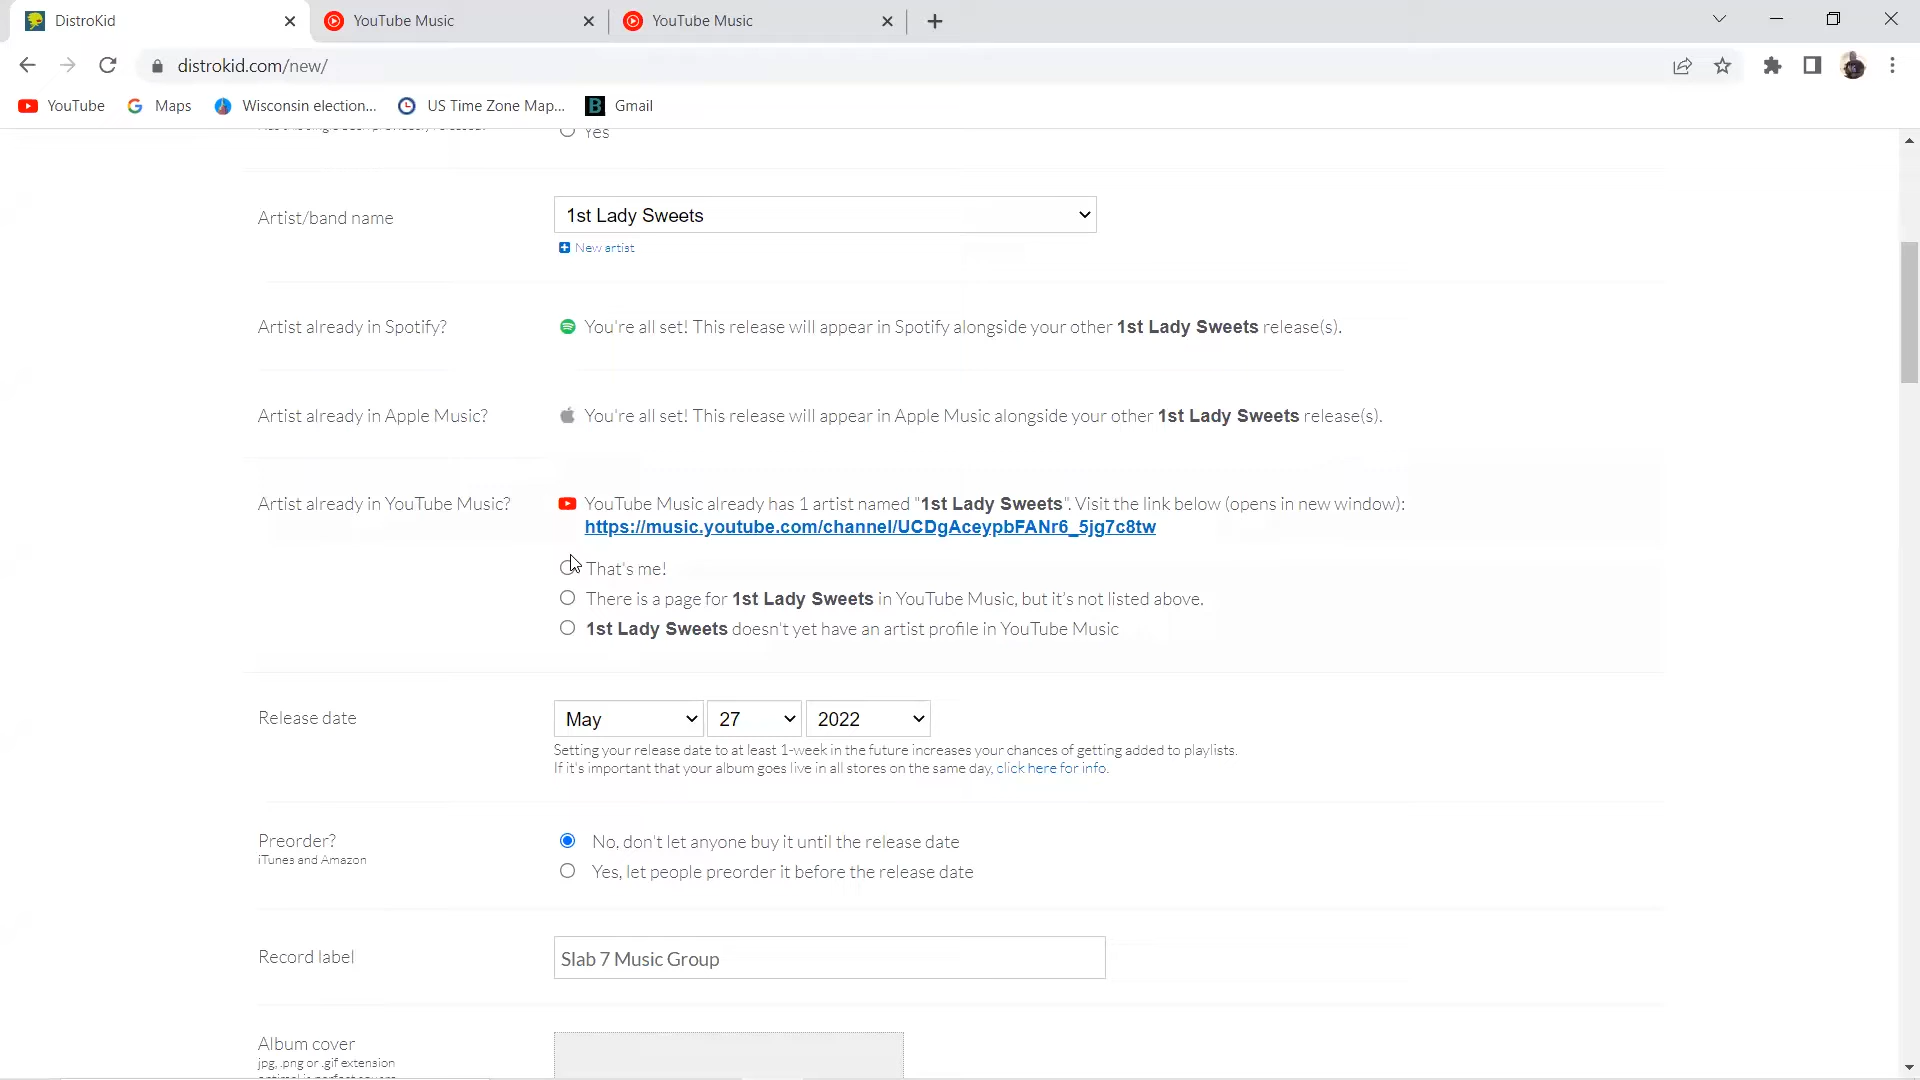 DistroKid
YouTube Music
YouTube Music
distrokid.com/new/
YouTube
Maps
Wisconsin election...
US Time Zone Map...
Gmail
Yes
Artist/band name
1st Lady Sweets
New artist
Artist already in Spotify?
You're all set! This release will appear in Spotify alongside your other 1st Lady Sweets release(s).
Artist already in Apple Music?
You're all set! This release will appear in Apple Music alongside your other 1st Lady Sweets release(s).
Artist already in YouTube Music?
YouTube Music already has 1 artist named "1st Lady Sweets". Visit the link below (opens in new window):
https://music.youtube.com/channel/UCDgAceypbFANr6_5jg7c8tw
That's me!
There is a page for 1st Lady Sweets in YouTube Music, but it's not listed above.
1st Lady Sweets doesn't yet have an artist profile in YouTube Music
Release date
May
27
2022
Setting your release date to at least 1-week in the future increases your chances of getting added to playlists.
If it's important that your album goes live in all stores on the same day, click here for info.
Preorder?
iTunes and Amazon
No, don't let anyone buy it until the release date
Yes, let people preorder it before the release date
Record label
Slab 7 Music Group
Album cover
jpg, .png or .gif extension